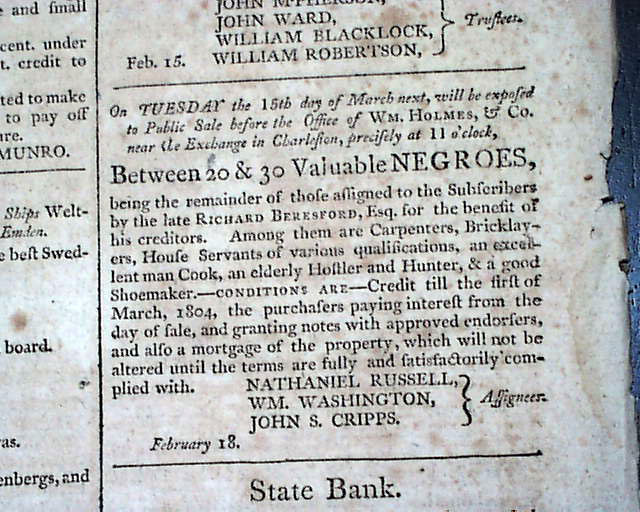 e and ſmall
cent. under
t. credit to
ted to make
to pay off
ure.
MUNRO.
Ships Welt-
Emden.
e beſt Swed-
board.
as.
enbergs, and
JOHN M'PHERSON,
JOHN WARD,
WILLIAM BLACKLOCK,
WILLIAM ROBERTSON,
Truſtees.
Feb. 15.
On TUESDAY the 15th day of March next, will be expoſed
to Public Sale before the Office of WM. HOLMES, & Co.
near the Exchange in Charleſton, preciſely at 11 o'clock,
Between 20 & 30 Valuable NEGROES,
being the remainder of thoſe aſſigned to the Subſcribers
by the late RICHARD BERESFORD, Eſq. for the benefit of
his creditors. Among them are Carpenters, Bricklay-
ers, Houſe Servants of various qualifications, an excel-
lent man Cook, an elderly Hoſtler and Hunter, & a good
Shoemaker.—CONDITIONS ARE—Credit till the firſt of
March, 1804, the purchaſers paying intereſt from the
day of ſale, and granting notes with approved endorſers,
and alſo a mortgage of the property, which will not be
altered until the terms are fully and ſatisfactorily com-
plied with.
NATHANIEL RUSSELL,
WM. WASHINGTON,
JOHN S. CRIPPS.
Aſſignees.
February 18.
State Bank.